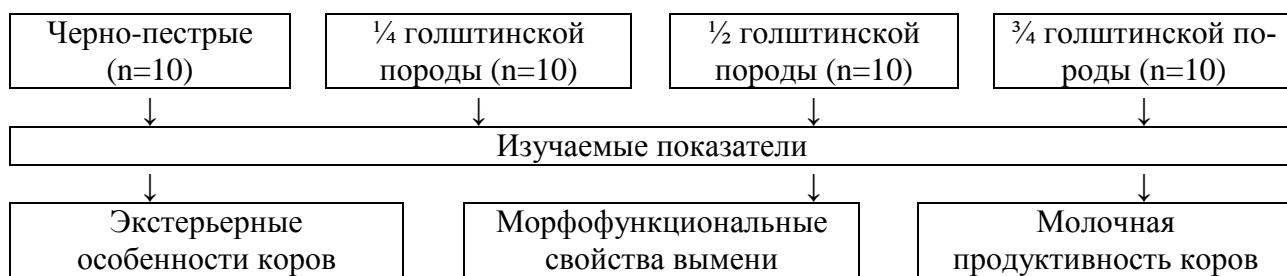 Черно-пестрые
(n=10)
¼ голштинской
породы (n=10)
½ голштинской
породы (n=10)
¾ голштинской по-
роды (n=10)
↓ ↓ ↓ ↓
Изучаемые показатели
↓ ↓ ↓
Экстерьерные
особенности коров
Морфофункциональные
свойства вымени
Молочная
продуктивность коров